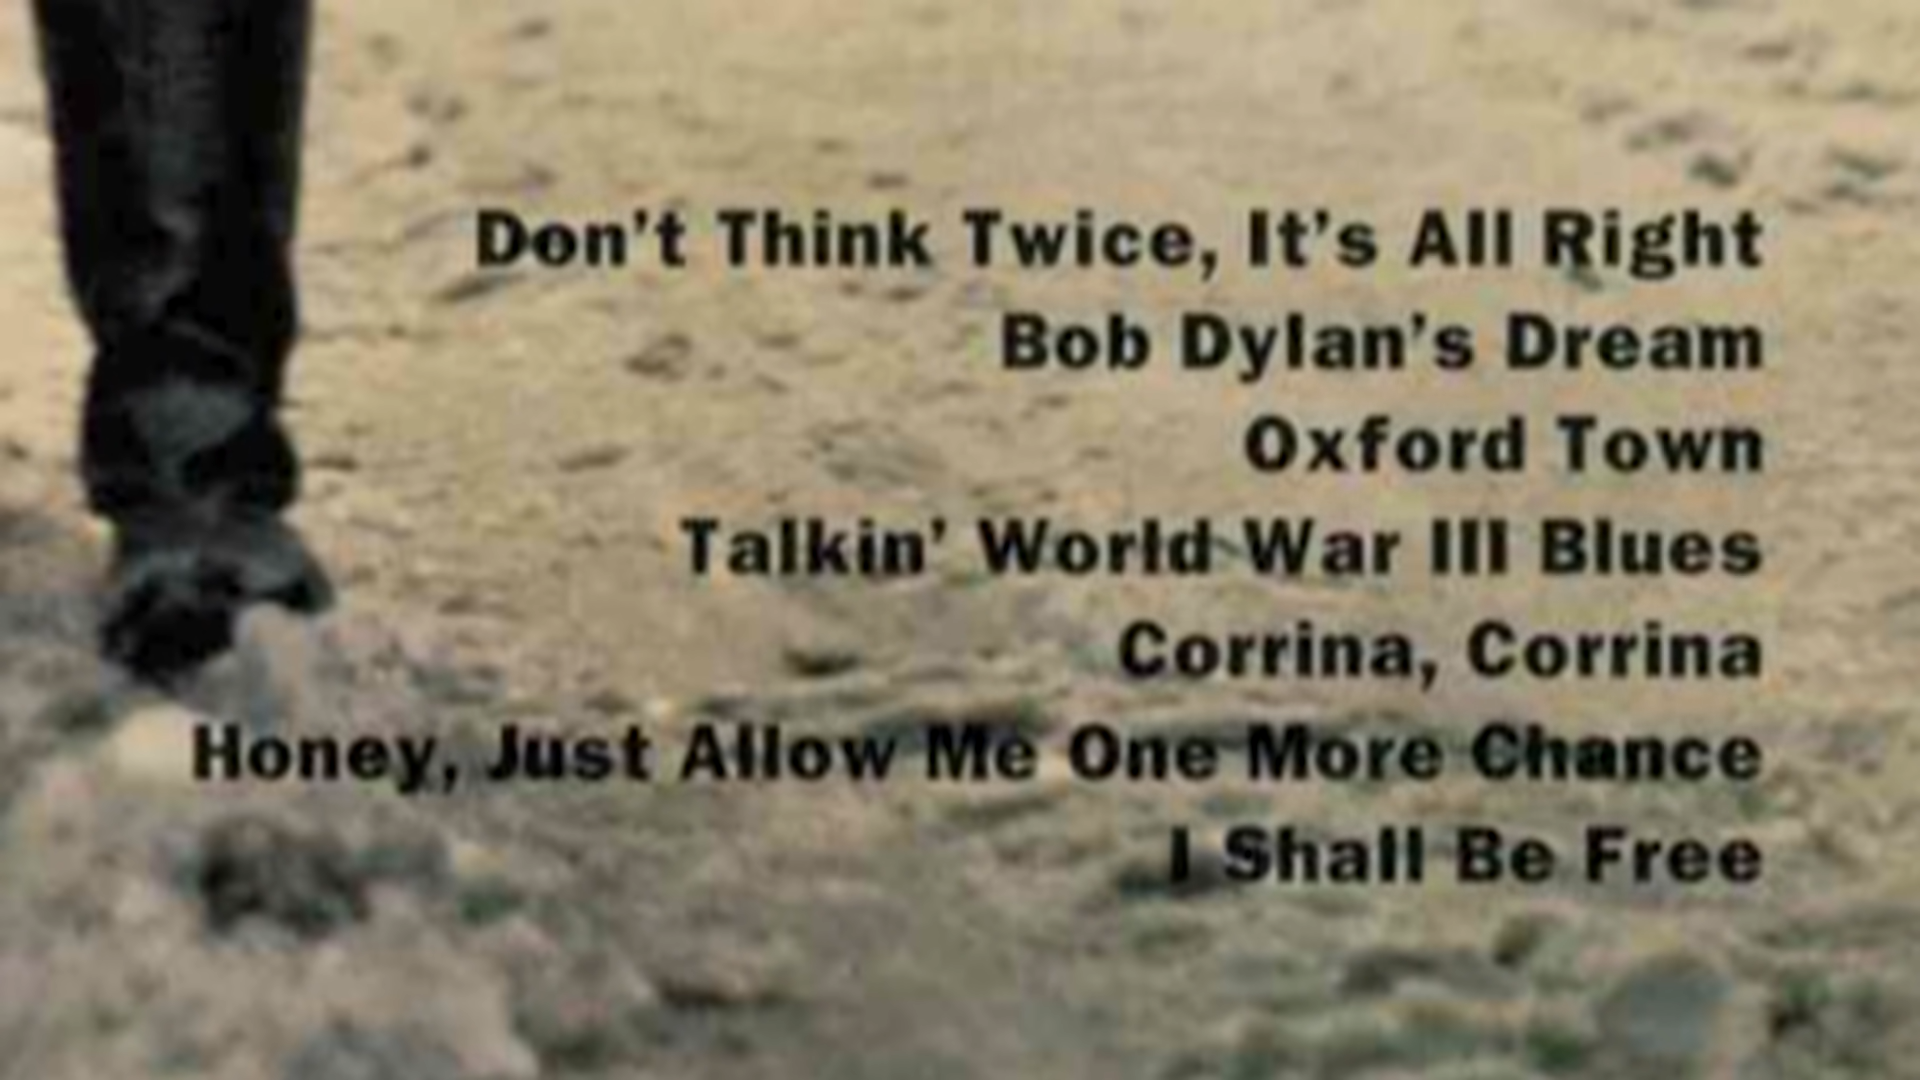 Don't Think Twice, It's All Right
Bob Dylan's Dream
Oxford Town
Talkin' World War III Blues
Corrina, Corrina
Honey, Just Allow Me One More Chance
I Shall Be Free